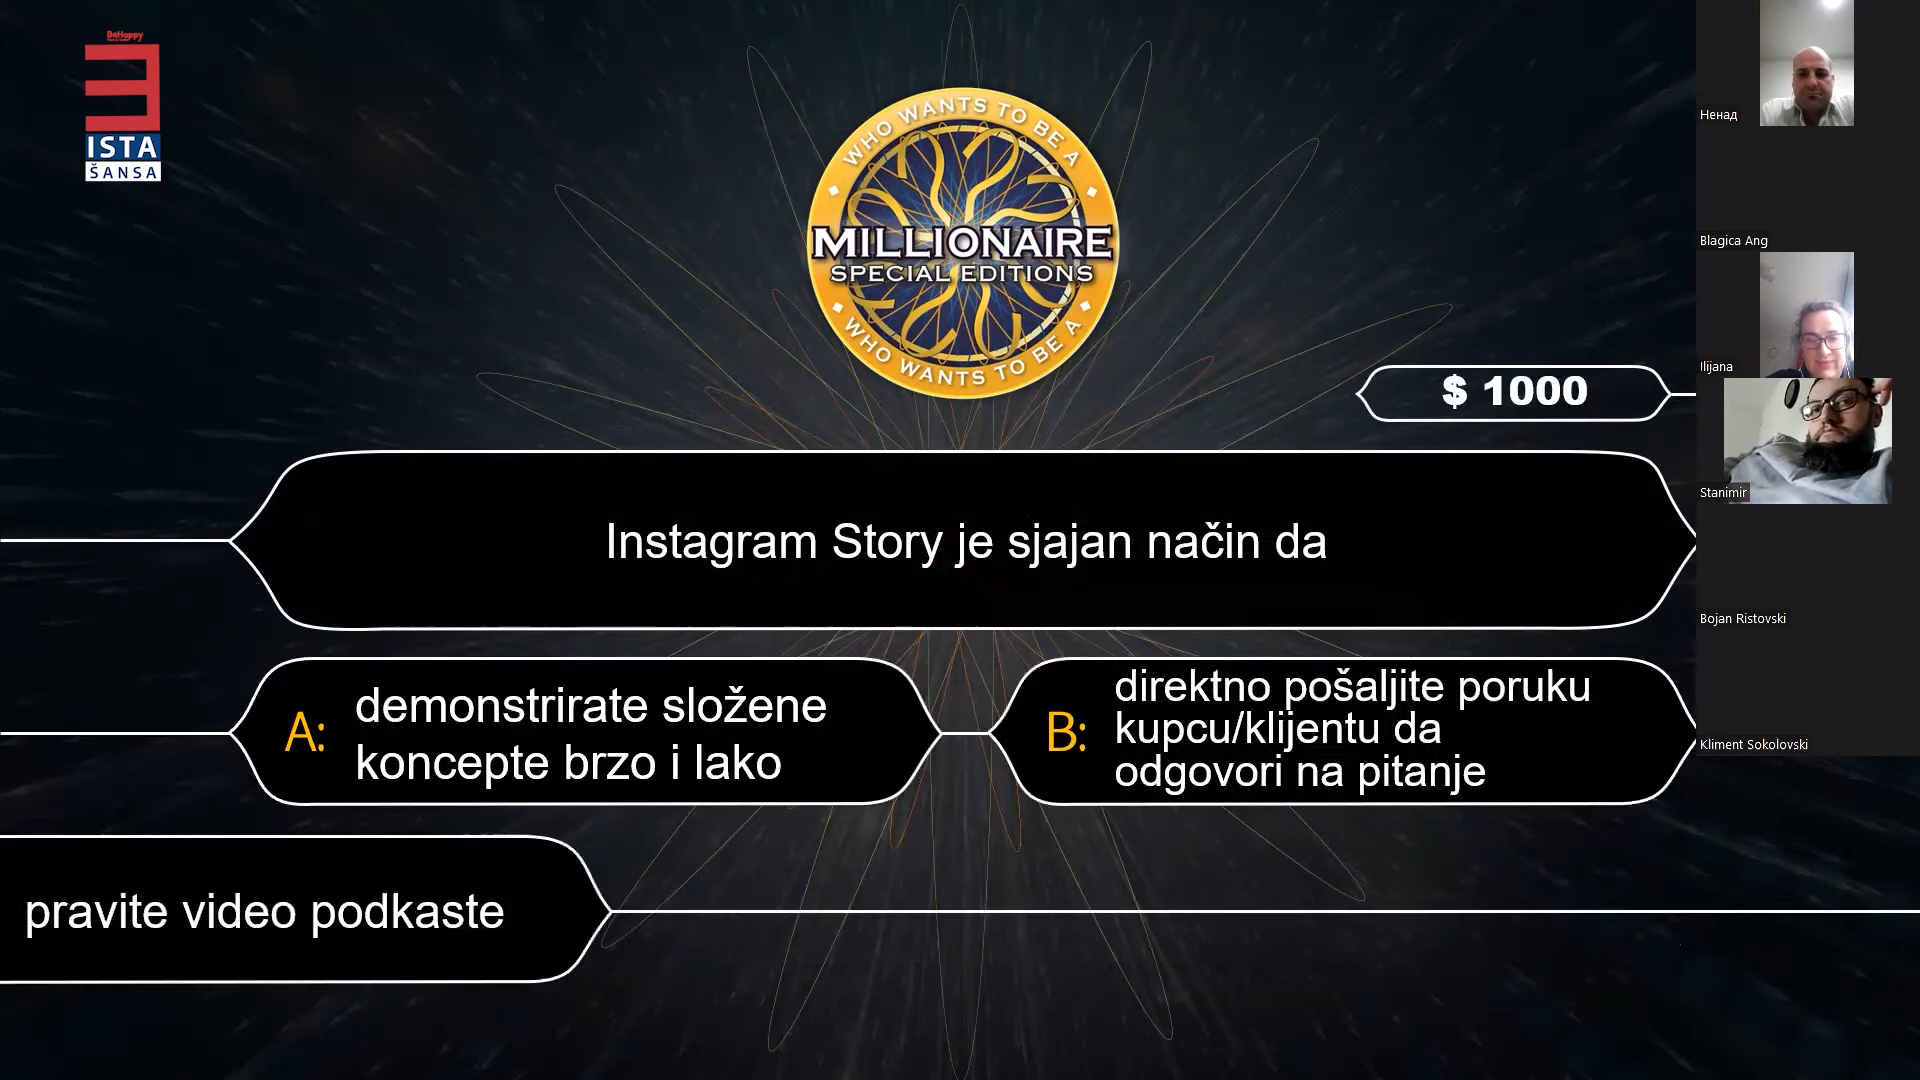 BeHappy
ISTA
ŠANSA
WHO WANTS TO BE A
MILLIONAIRE
SPECIAL EDITIONS
WHO WANTS TO BE A
$ 1000
Instagram Story je sjajan način da
A: demonstrirate složene
koncepte brzo i lako
B: direktno pošaljite poruku
kupcu/klijentu da
odgovori na pitanje
pravite video podkaste
Ненад
Blagica Ang
Ilijana
Stanimir
Bojan Ristovski
Kliment Sokolovski